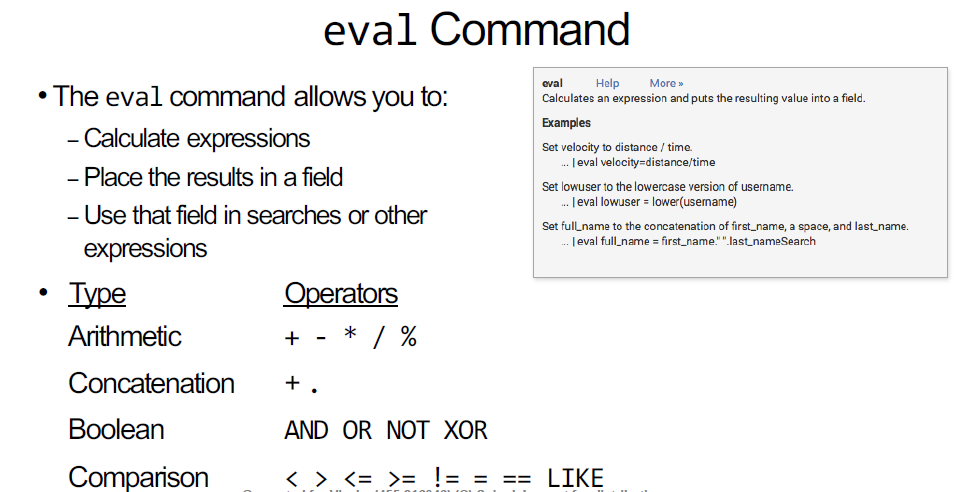 eval Command
• The eval command allows you to:
– Calculate expressions
– Place the results in a field
– Use that field in searches or other
expressions
eval Help More »
Calculates an expression and puts the resulting value into a field.
Examples
Set velocity to distance / time.
... | eval velocity=distance/time
Set lowuser to the lowercase version of username.
... | eval lowuser = lower(username)
Set full_name to the concatenation of first_name, a space, and last_name.
... | eval full_name = first_name." ".last_nameSearch
• Type Operators
Arithmetic + - * / %
Concatenation + .
Boolean AND OR NOT XOR
Comparison < > <= >= != = == LIKE